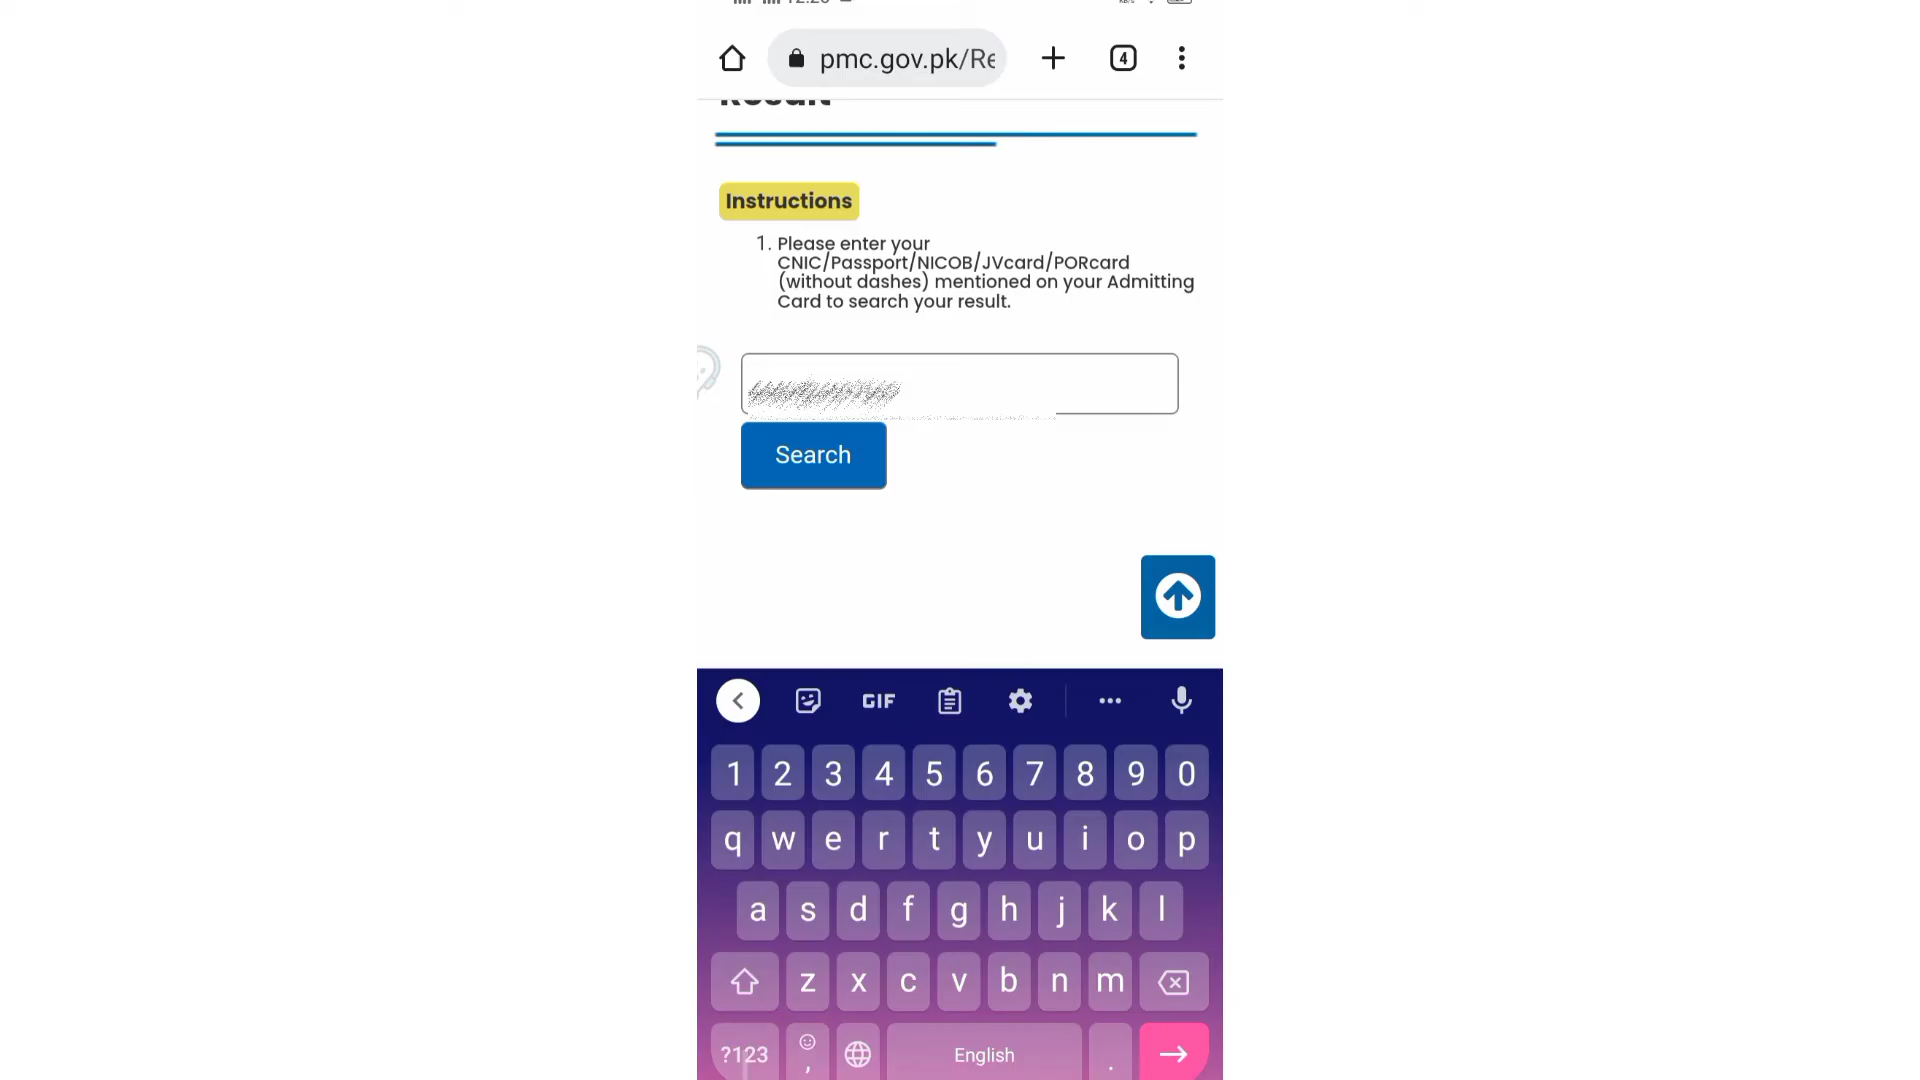 pmc.gov.pk/Re
4
Result
Instructions
1. Please enter your
CNIC/Passport/NICOB/JVcard/PORcard
(without dashes) mentioned on your Admitting
Card to search your result.
Search
GIF
1 2 3 4 5 6 7 8 9 0
q w e r t y u i o p
a s d f g h j k l
z x c v b n m
?123 , English .